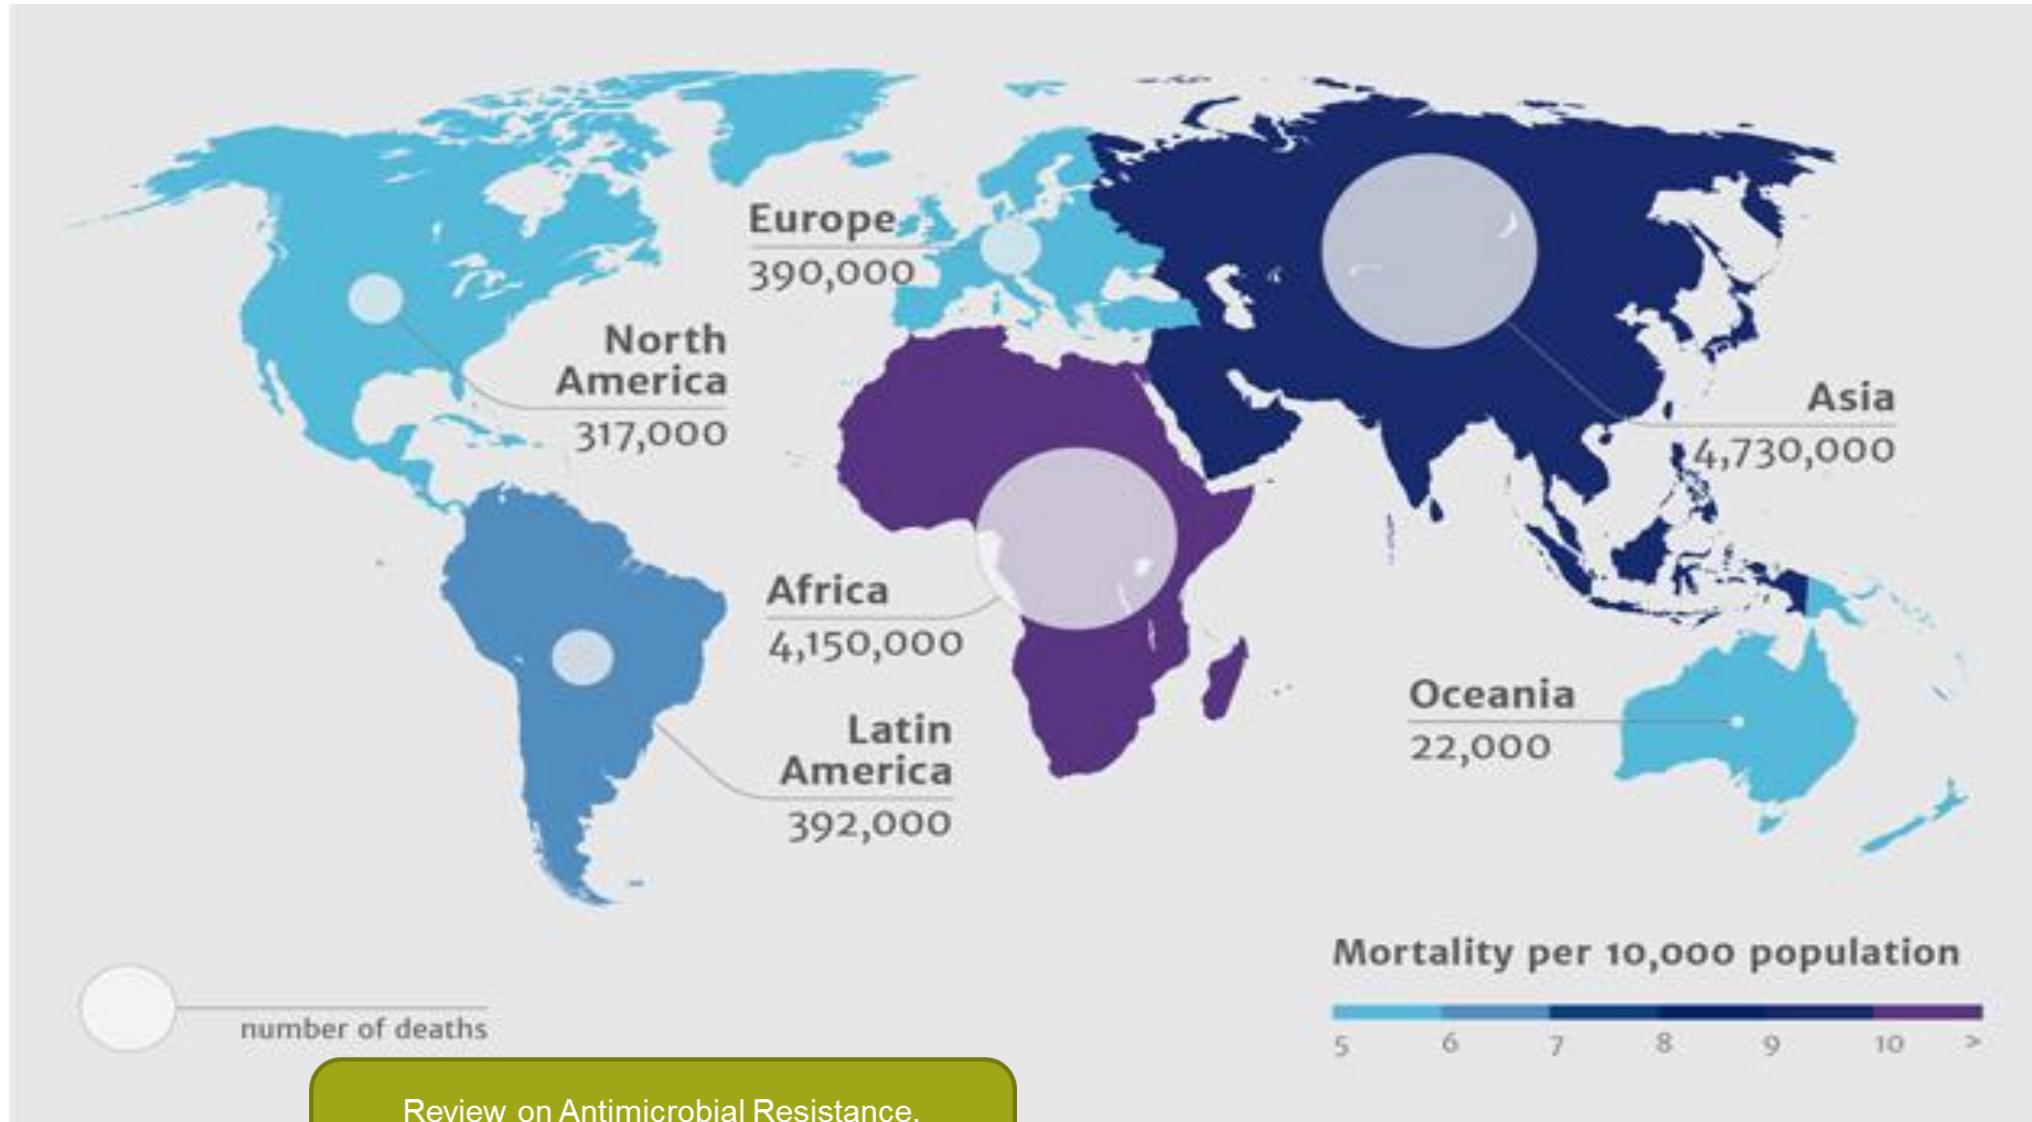 Europe
390,000
North
America
317,000
Asia
4,730,000
Africa
4,150,000
Oceania
22,000
Latin
America
392,000
Mortality per 10,000 population
5 6 7 8 9 10 >
number of deaths
Review on Antimicrobial Resistance.